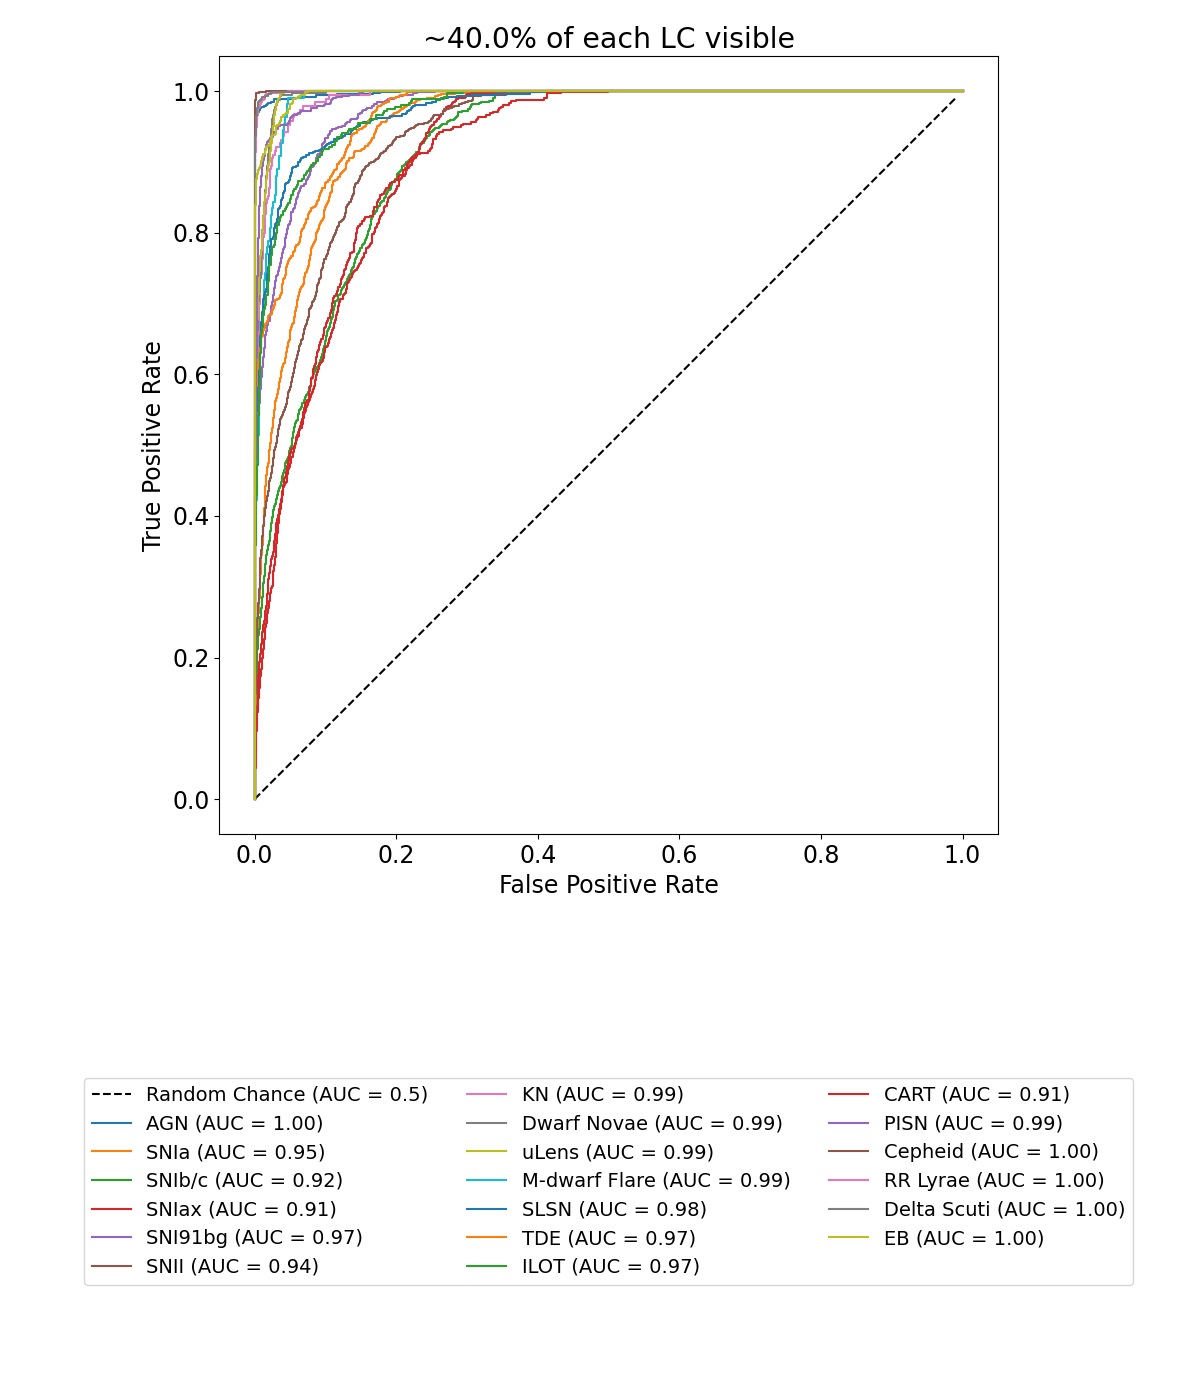 ~40.0% of each LC visible
1.0
0.8
0.6
0.4
0.2
0.0
True Positive Rate
0.0 0.2 0.4 0.6 0.8 1.0
False Positive Rate
Random Chance (AUC = 0.5)
AGN (AUC = 1.00)
SNIa (AUC = 0.95)
SNIb/c (AUC = 0.92)
SNIax (AUC = 0.91)
SNI91bg (AUC = 0.97)
SNII (AUC = 0.94)
KN (AUC = 0.99)
Dwarf Novae (AUC = 0.99)
uLens (AUC = 0.99)
M-dwarf Flare (AUC = 0.99)
SLSN (AUC = 0.98)
TDE (AUC = 0.97)
ILOT (AUC = 0.97)
CART (AUC = 0.91)
PISN (AUC = 0.99)
Cepheid (AUC = 1.00)
RR Lyrae (AUC = 1.00)
Delta Scuti (AUC = 1.00)
EB (AUC = 1.00)